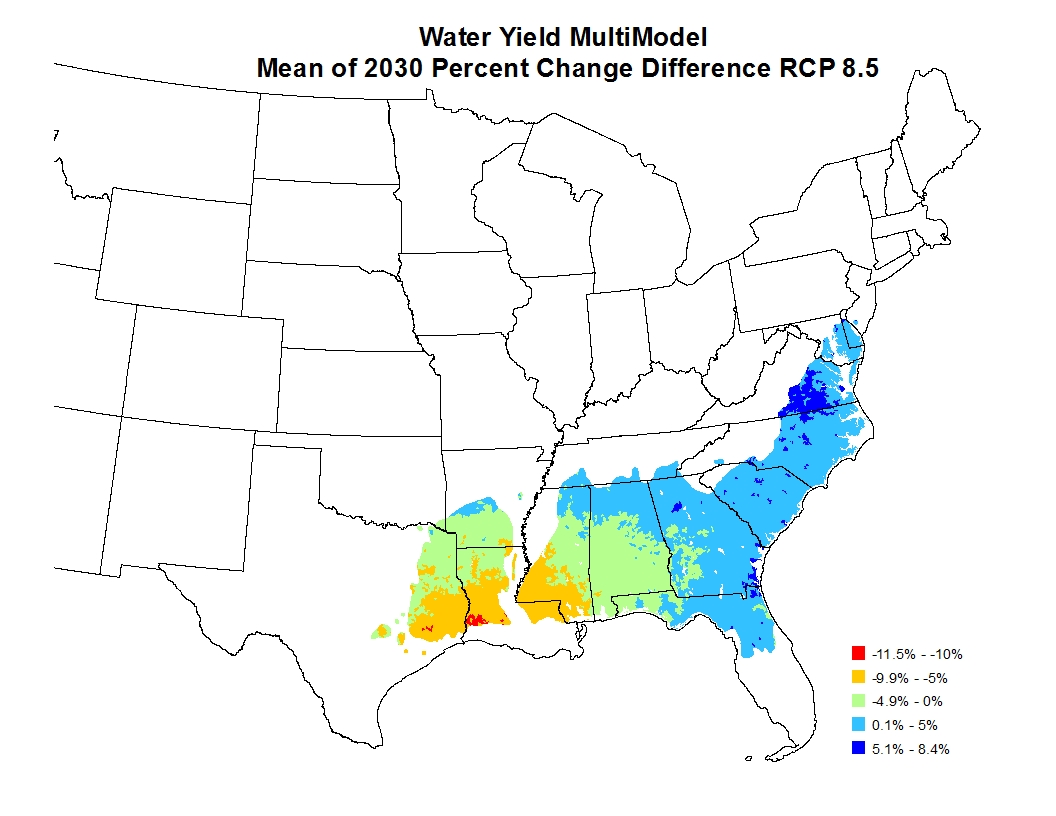 Water Yield MultiModel
Mean of 2030 Percent Change Difference RCP 8.5
-11.5% - -10%
-9.9% - -5%
-4.9% - 0%
0.1% - 5%
5.1% - 8.4%